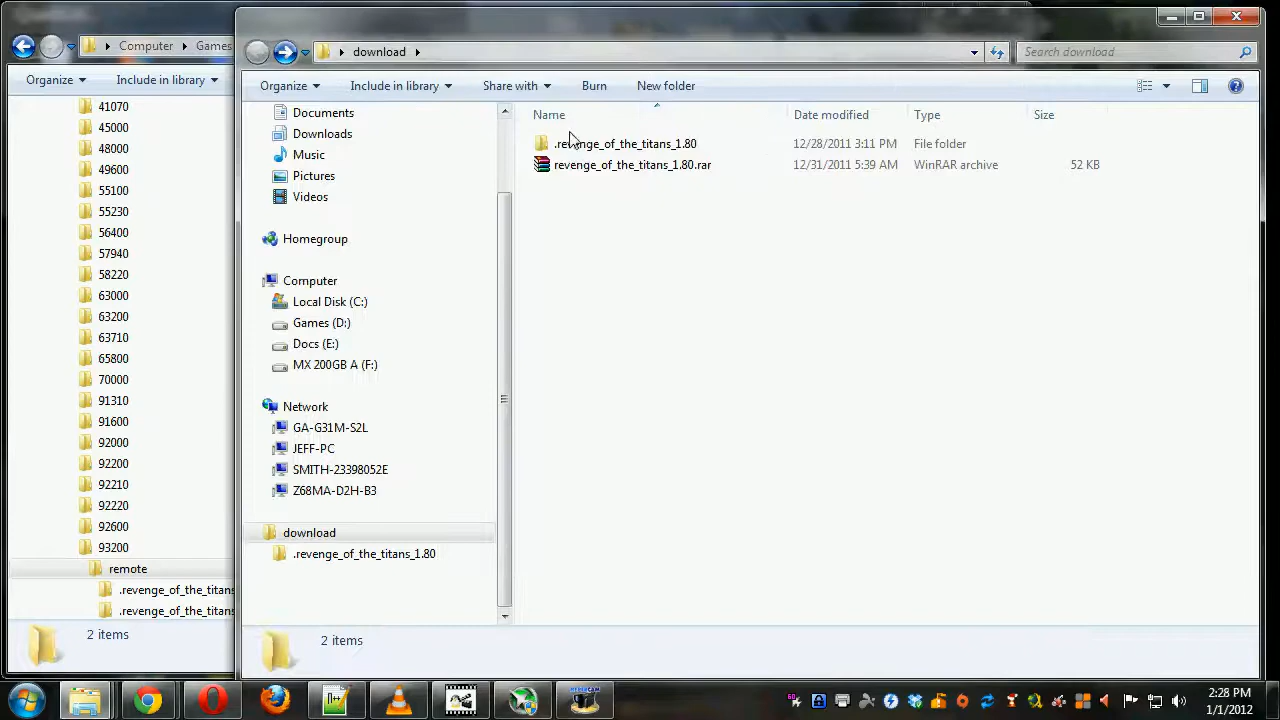 Computer
Games
Organize
Include in library
41070
45000
48000
49600
55100
55230
56400
57940
58220
63000
63200
63710
65800
70000
91310
91600
92000
92200
92210
92220
92600
93200
remote
.revenge_of_the_titans
.revenge_of_the_titans
2 items
download
Search download
Organize
Include in library
Share with
Burn
New folder
Documents
Downloads
Music
Pictures
Videos
Homegroup
Computer
Local Disk (C:)
Games (D:)
Docs (E:)
MX 200GB A (F:)
Network
GA-G31M-S2L
JEFF-PC
SMITH-23398052E
Z68MA-D2H-B3
download
.revenge_of_the_titans_1.80
Name Date modified Type Size
.revenge_of_the_titans_1.80 12/28/2011 3:11 PM File folder
revenge_of_the_titans_1.80.rar 12/31/2011 5:39 AM WinRAR archive 52 KB
2 items
HYPERCAM
2:28 PM
1/1/2012